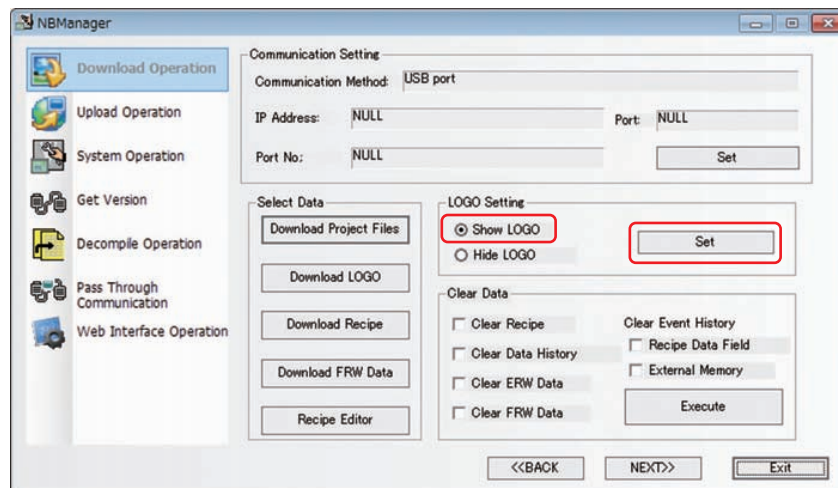 NBManager
Download Operation
Upload Operation
System Operation
Get Version
Decompile Operation
Pass Through
Communication
Web Interface Operation
Communication Setting
Communication Method: USB port
IP Address: NULL Port: NULL
Port No: NULL Set
Select Data
Download Project Files
Download LOGO
Download Recipe
Download FRW Data
Recipe Editor
LOGO Setting
Show LOGO Set
Hide LOGO
Clear Data
Clear Recipe
Clear Data History
Clear ERW Data
Clear FRW Data
Clear Event History
Recipe Data Field
External Memory
Execute
<<BACK NEXT>> Exit